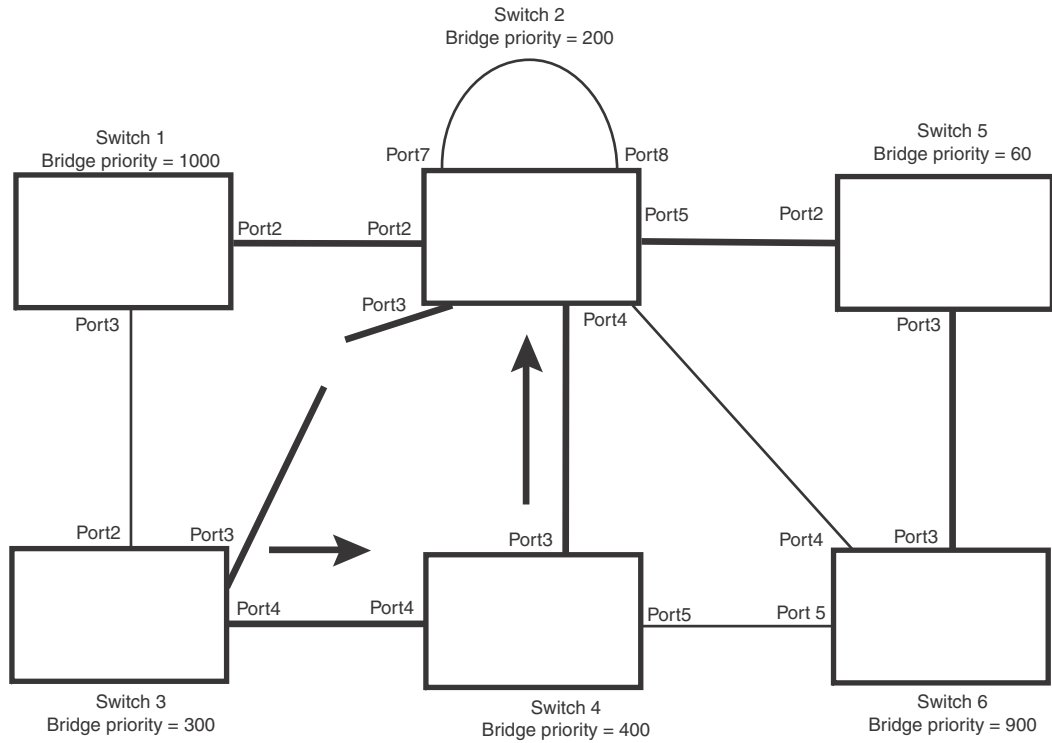 Switch 2
Bridge priority = 200
Switch 1
Bridge priority = 1000
Switch 5
Bridge priority = 60
Port7
Port8
Port2
Port2
Port5
Port2
Port3
Port3
Port4
Port3
Port2
Port3
Port3
Port4
Port3
Port4
Port4
Port5
Port 5
Switch 3
Bridge priority = 300
Switch 4
Bridge priority = 400
Switch 6
Bridge priority = 900